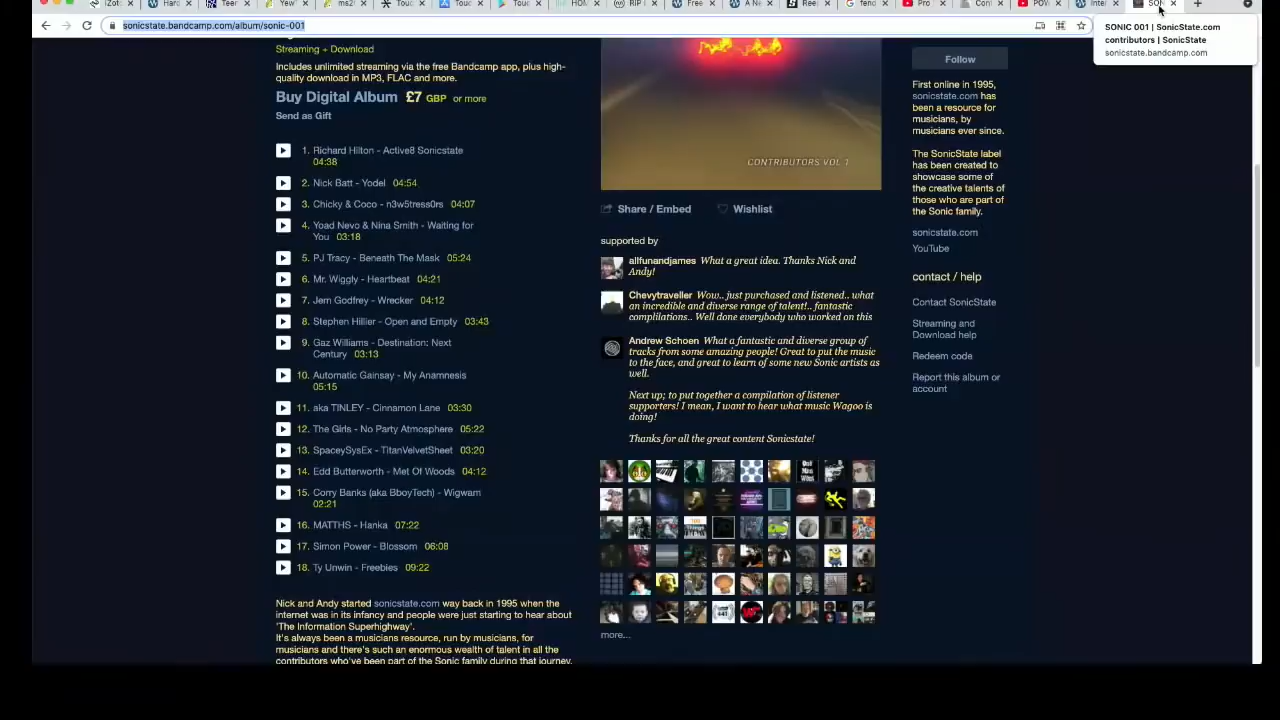 iZoto
Hard
Teen
Yew'
ms2
Touc
Tou
Touc
HOM
RIP
Free
A Ne
Ree
fend
Pro
Cont
POW
Inte
SON
sonicstate.bandcamp.com/album/sonic-001
SONIC 001 | SonicState.com
contributors | SonicState
sonicstate.bandcamp.com
Streaming + Download
Includes unlimited streaming via the free Bandcamp app, plus high-
quality download in MP3, FLAC and more.
Buy Digital Album £7 GBP or more
Send as Gift
1. Richard Hilton - Active8 Sonicstate
04:38
2. Nick Batt - Yodel 04:54
3. Chicky & Coco - n3w5tress0rs 04:07
4. Yoad Nevo & Nina Smith - Waiting for
You 03:18
5. PJ Tracy - Beneath The Mask 05:24
6. Mr. Wiggly - Heartbeat 04:21
7. Jem Godfrey - Wrecker 04:12
8. Stephen Hillier - Open and Empty 03:43
9. Gaz Williams - Destination: Next
Century 03:13
10. Automatic Gainsay - My Anamnesis
05:15
11. aka TINLEY - Cinnamon Lane 03:30
12. The Girls - No Party Atmosphere 05:22
13. SpaceySysEx - TitanVelvetSheet 03:20
14. Edd Butterworth - Met Of Woods 04:12
15. Corry Banks (aka BboyTech) - Wigwam
02:21
16. MATTHS - Hanka 07:22
17. Simon Power - Blossom 06:08
18. Ty Unwin - Freebies 09:22
Nick and Andy started sonicstate.com way back in 1995 when the
internet was in its infancy and people were just starting to hear about
'The Information Superhighway'.
It's always been a musicians resource, run by musicians, for
musicians and there's such an enormous wealth of talent in all the
contributors who've been part of the Sonic family during that journey.
CONTRIBUTORS VOL 1
Share / Embed Wishlist
supported by
allfunandjames What a great idea. Thanks Nick and
Andy!
Chevytraveller Wow.. just purchased and listened.. what
an incredible and diverse range of talent!.. fantastic
complilations.. Well done everybody who worked on this
Andrew Schoen What a fantastic and diverse group of
tracks from some amazing people! Great to put the music
to the face, and great to learn of some new Sonic artists as
well.
Next up; to put together a compilation of listener
supporters! I mean, I want to hear what music Wagoo is
doing!
Thanks for all the great content Sonicstate!
more...
Follow
First online in 1995,
sonicstate.com has
been a resource for
musicians, by
musicians ever since.
The SonicState label
has been created to
showcase some of
the creative talents of
those who are part of
the Sonic family.
sonicstate.com
YouTube
contact / help
Contact SonicState
Streaming and
Download help
Redeem code
Report this album or
account